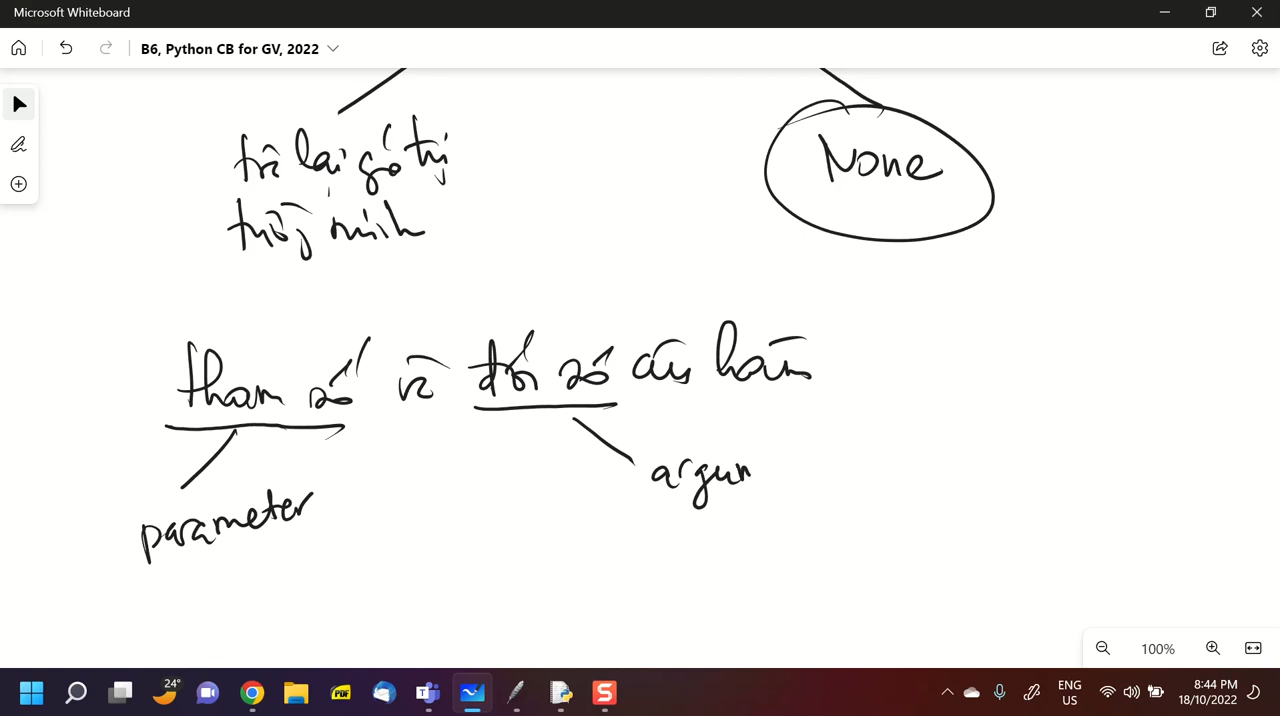 Microsoft Whiteboard
B6, Python CB for GV, 2022
trả lại giá trị
tường minh
None
tham số và đối số của hàm
parameter
argum
100%
24°
PDF
S
ENG
US
8:44 PM
18/10/2022